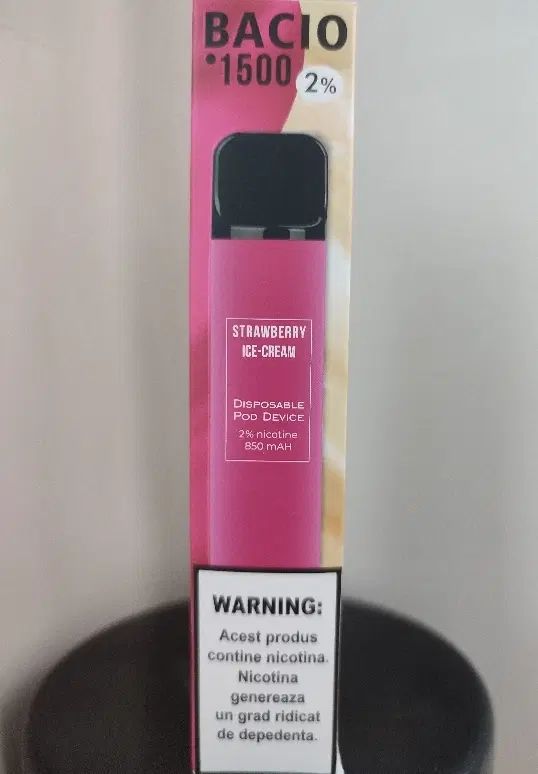 BACIO
•1500
2%
STRAWBERRY
ICE-CREAM
DISPOSABLE
POD DEVICE
2% nicotine
850 mAH
WARNING:
Acest produs
contine nicotina.
Nicotina
genereaza
un grad ridicat
de depedenta.